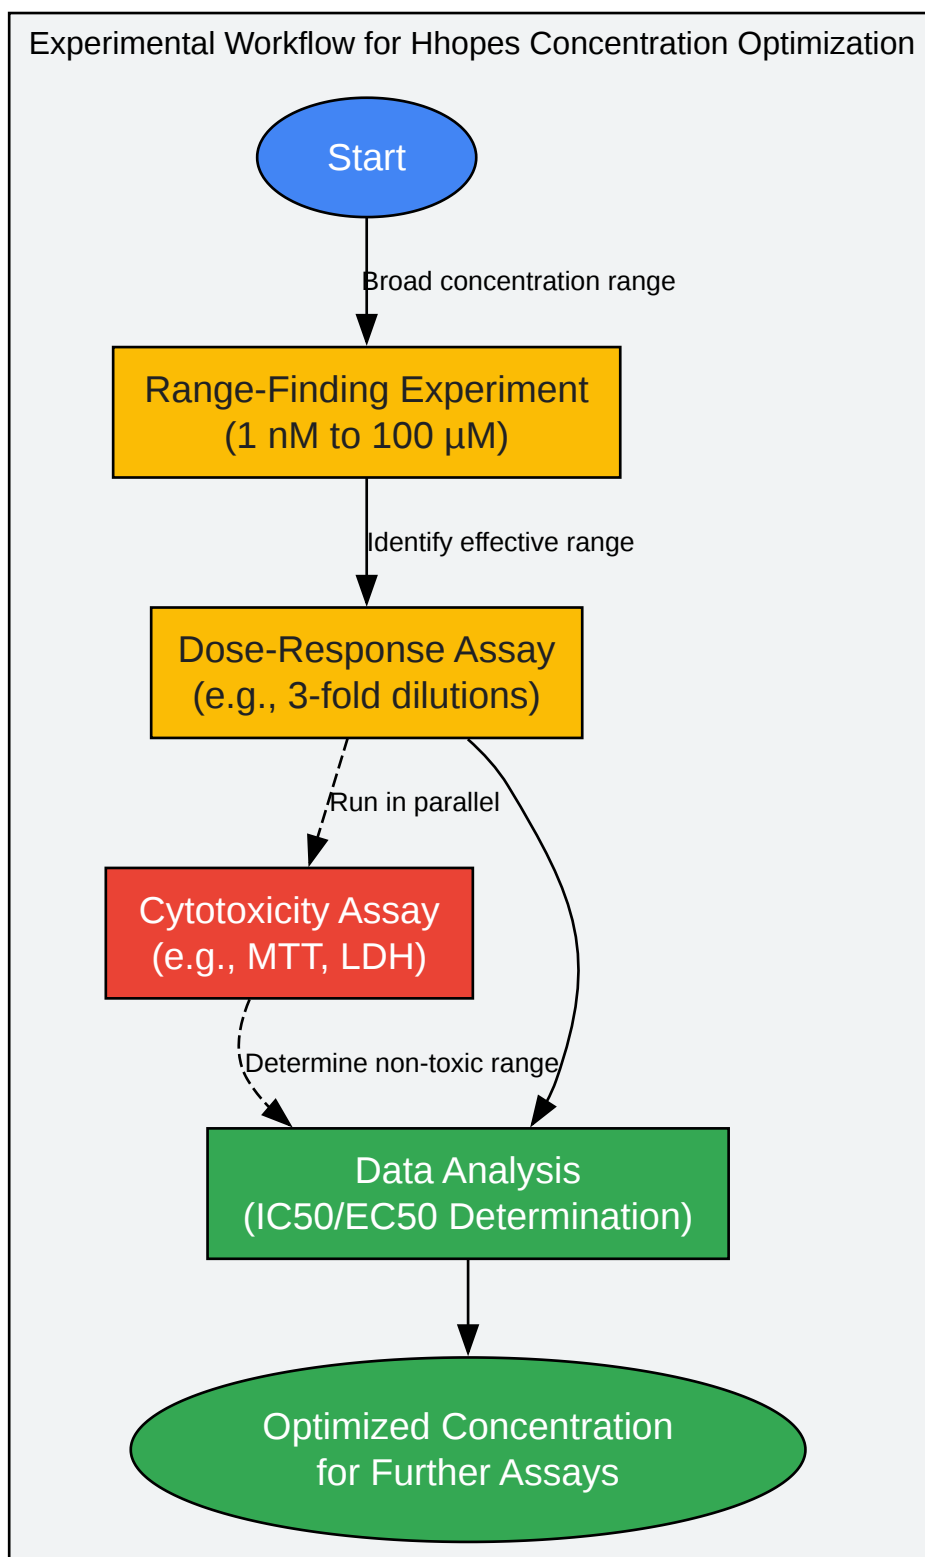 Experimental Workflow for Hhopes Concentration Optimization
Start
Broad concentration range
Range-Finding Experiment
(1 nM to 100 µM)
Identify effective range
Dose-Response Assay
(e.g., 3-fold dilutions)
Run in parallel
Cytotoxicity Assay
(e.g., MTT, LDH)
Determine non-toxic range
Data Analysis
(IC50/EC50 Determination)
Optimized Concentration
for Further Assays